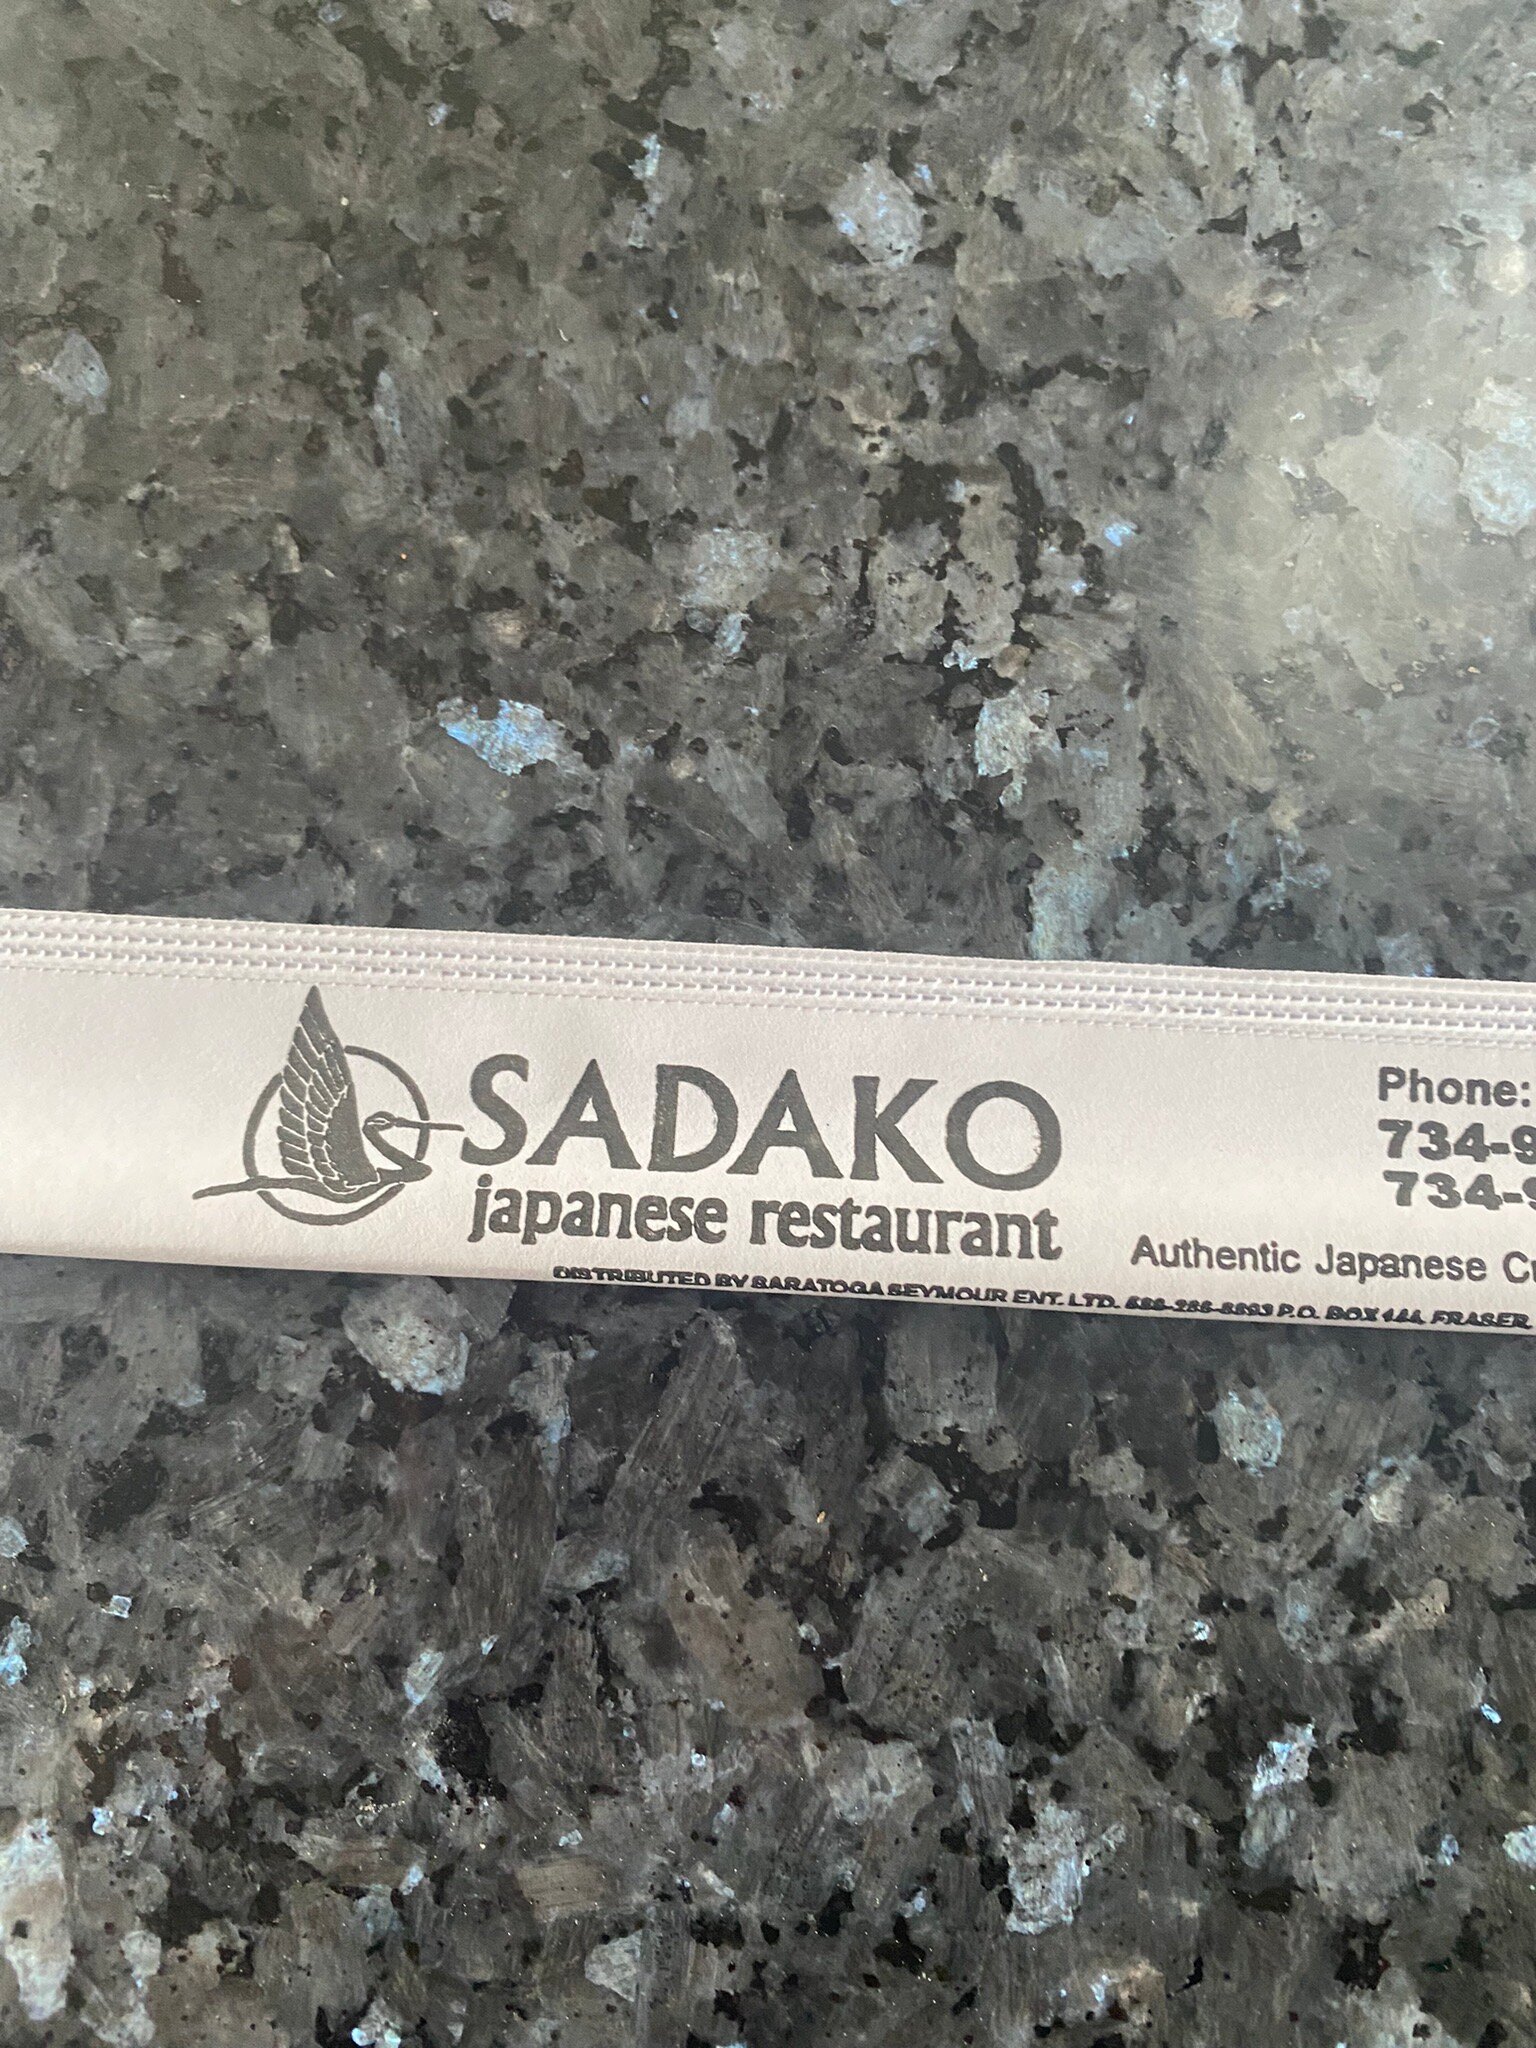 SADAKO
japanese restaurant
Phone:
734-9
734-9
Authentic Japanese
DISTRIBUTED BY SARATOGA SEYMOUR ENT. LTD. P.O. BOX 144, FRASER